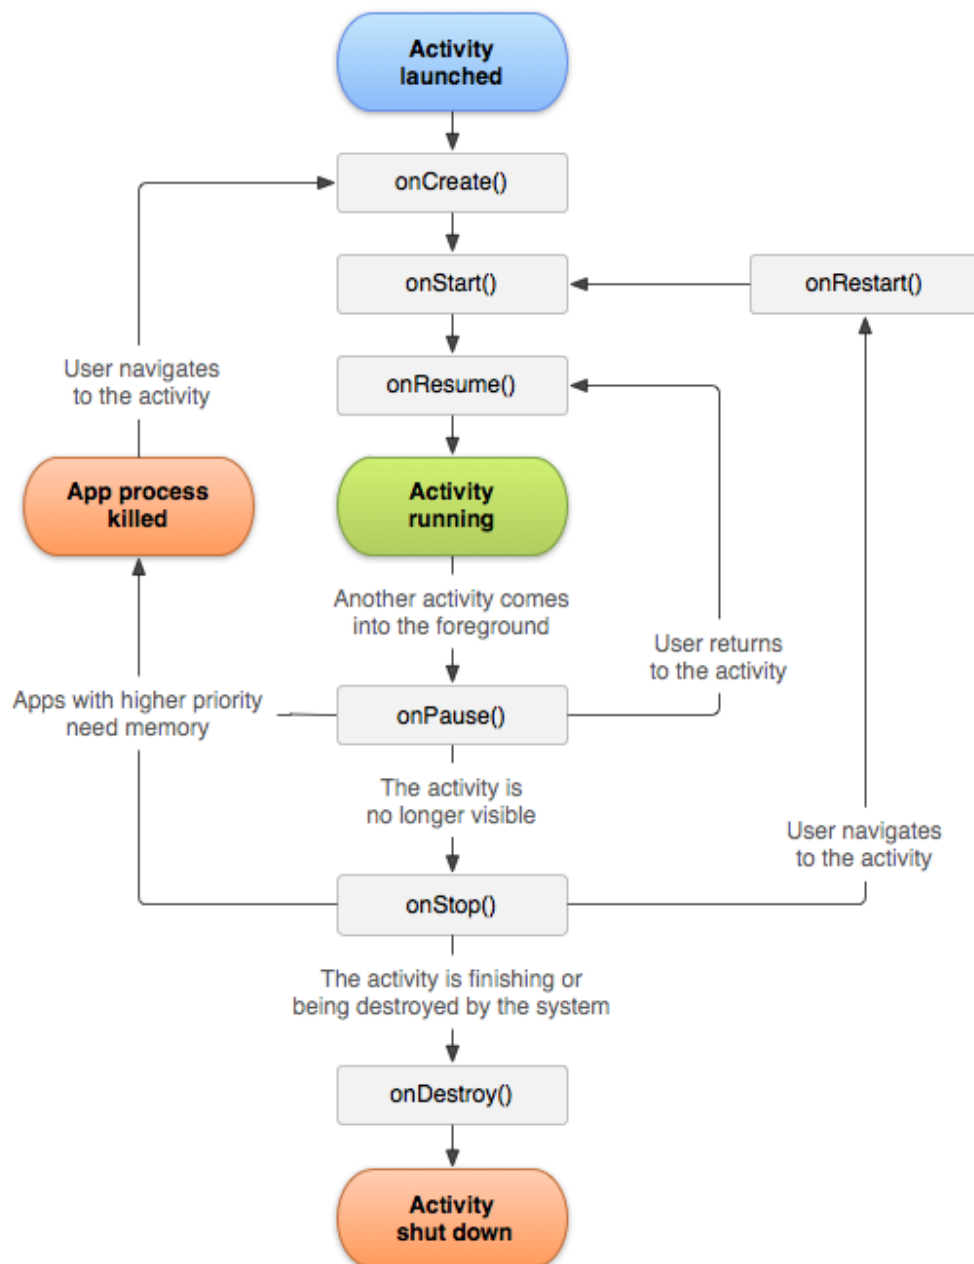 Activity
launched
onCreate()
onStart()
onRestart()
onResume()
User navigates
to the activity
App process
killed
Activity
running
Another activity comes
into the foreground
User returns
to the activity
Apps with higher priority
need memory
onPause()
The activity is
no longer visible
User navigates
to the activity
onStop()
The activity is finishing or
being destroyed by the system
onDestroy()
Activity
shut down